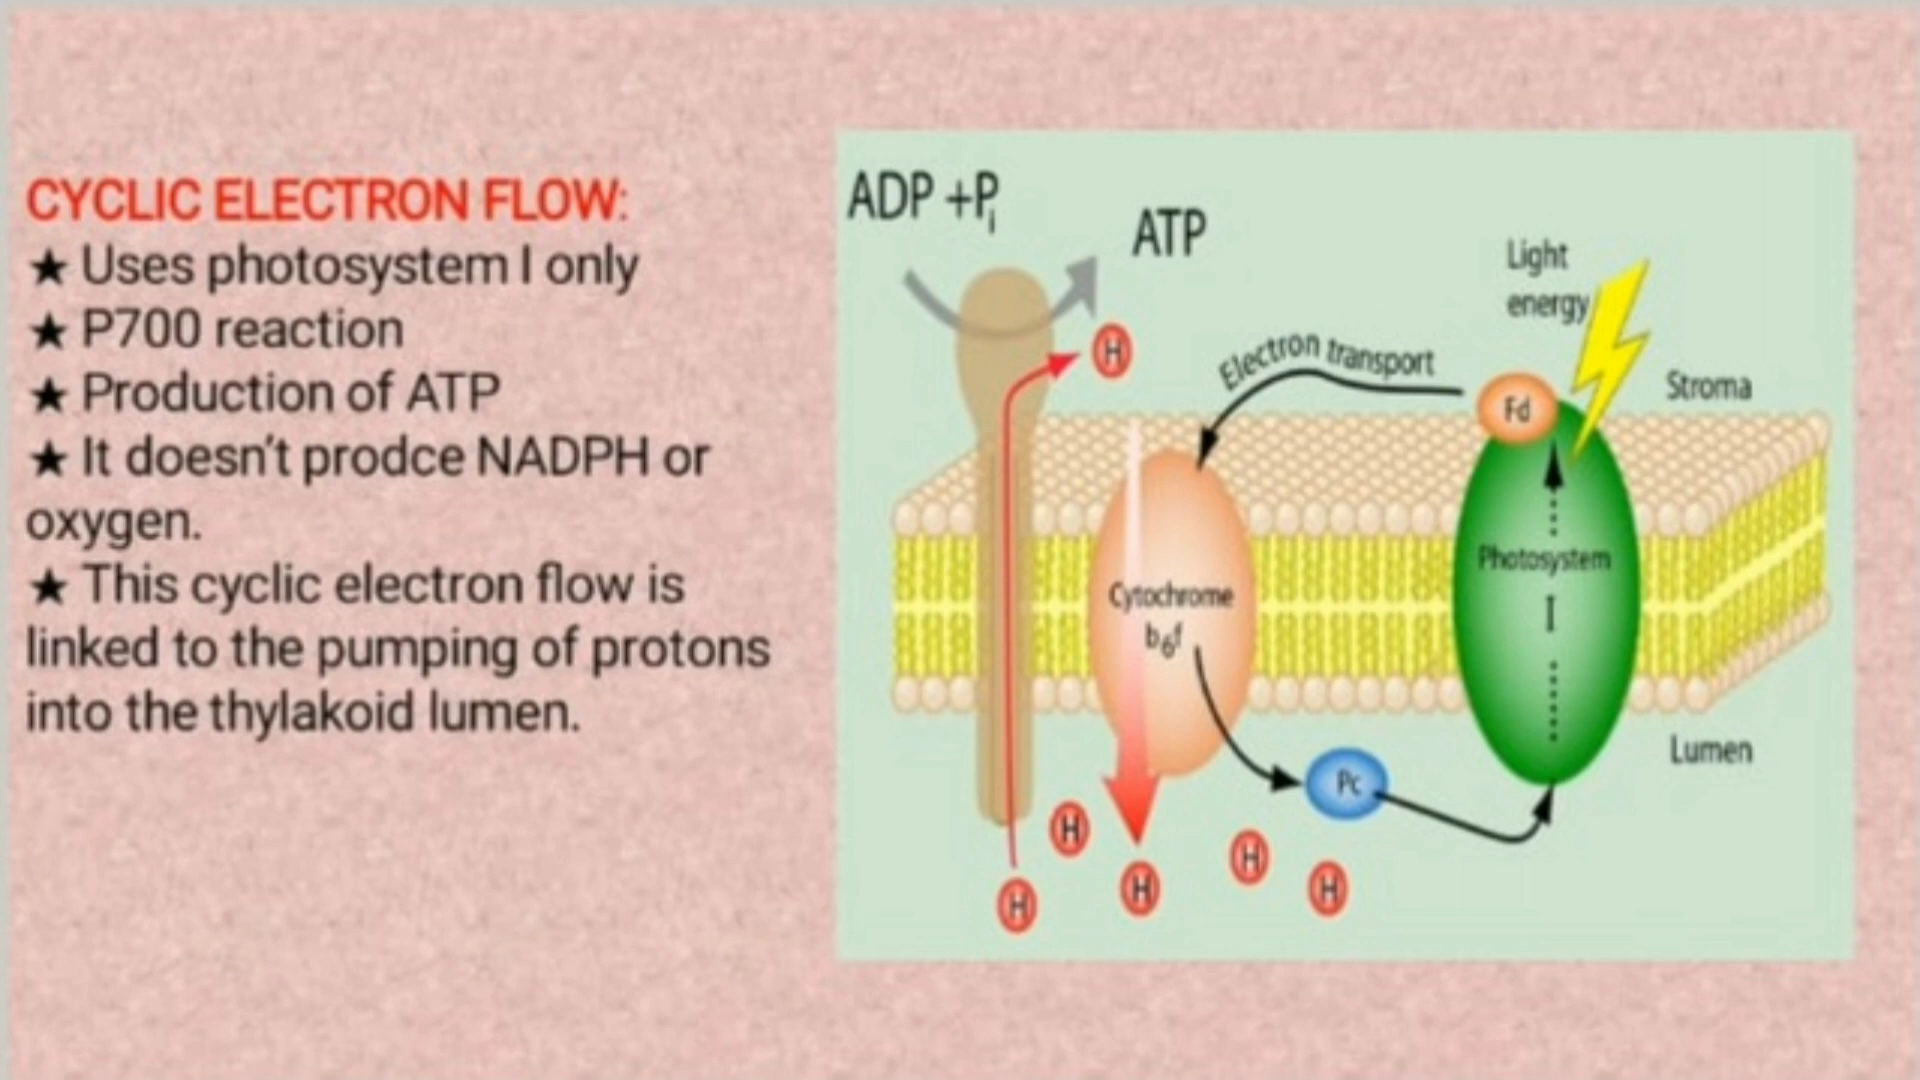 CYCLIC ELECTRON FLOW:
★ Uses photosystem I only
★ P700 reaction
★ Production of ATP
★ It doesn't prodce NADPH or
oxygen.
★ This cyclic electron flow is
linked to the pumping of protons
into the thylakoid lumen.
ADP +Pi
ATP
Light
energy
H
Electron transport
Fd
Stroma
Photosystem
I
Cytochrome
b6f
Lumen
Pc
H
H
H
H
H